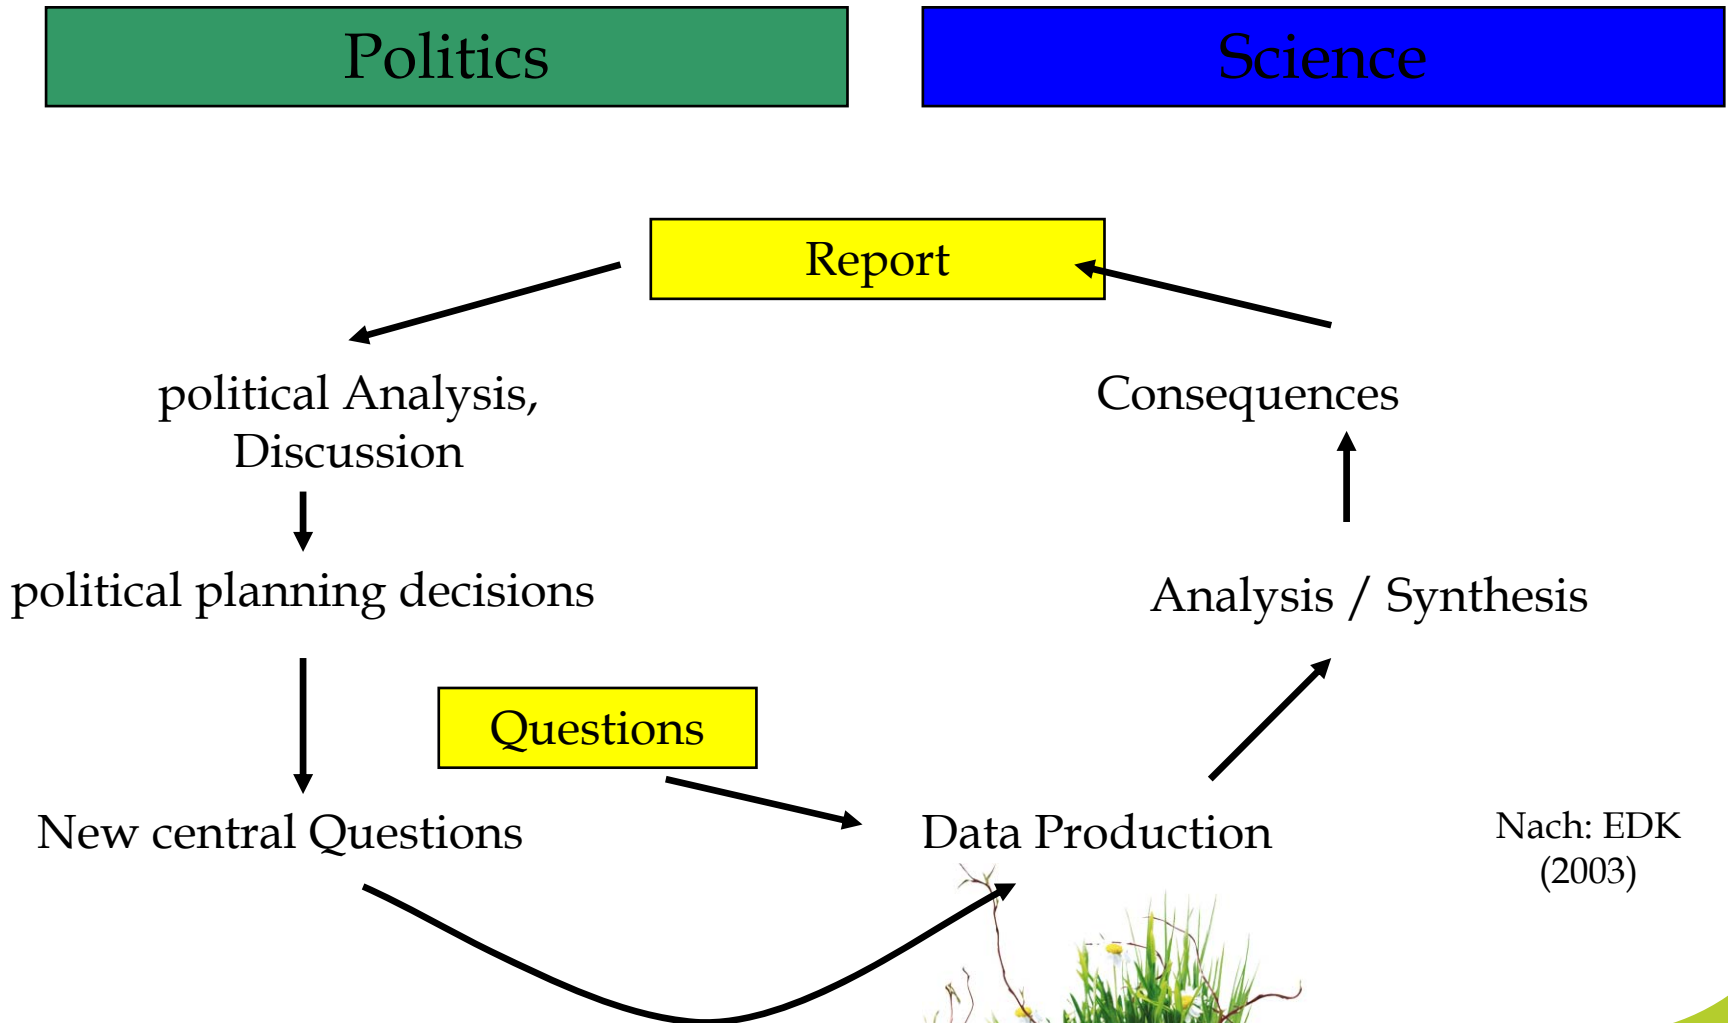 Politics
Science
Report
political Analysis,
Discussion
Consequences
political planning decisions
Analysis / Synthesis
Questions
New central Questions
Data Production
Nach: EDK
(2003)